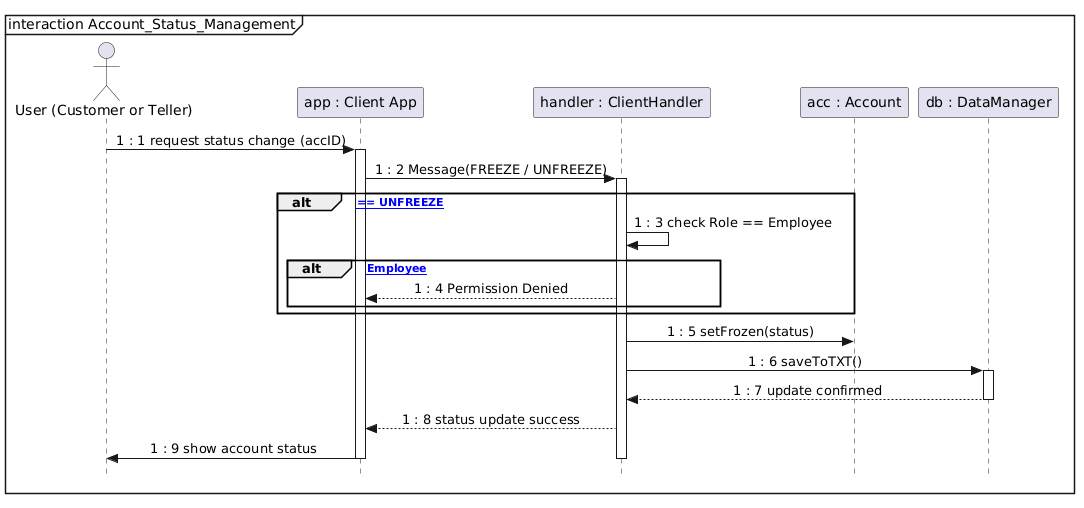 interaction Account_Status_Management
User (Customer or Teller)
app : Client App
handler : ClientHandler
acc : Account
db : DataManager
1 : 1 request status change (accID)
1 : 2 Message(FREEZE / UNFREEZE)
alt
== UNFREEZE
1 : 3 check Role == Employee
alt
Employee
1 : 4 Permission Denied
1 : 5 setFrozen(status)
1 : 6 saveToTXT()
1 : 7 update confirmed
1 : 8 status update success
1 : 9 show account status